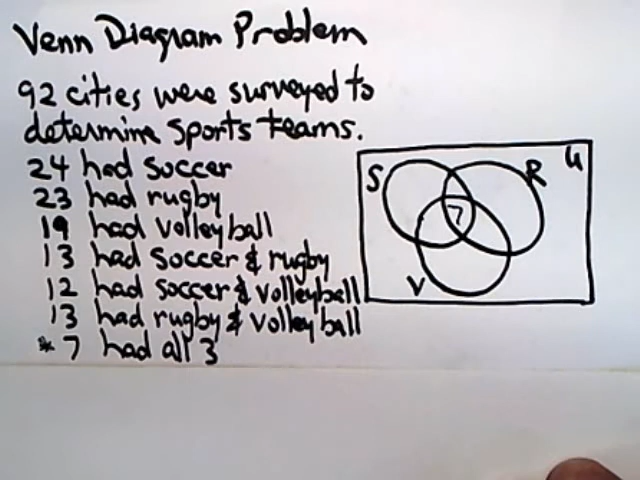 Venn Diagram Problem
92 cities were surveyed to
determine sports teams.
24 had soccer
23 had rugby
19 had volleyball
13 had soccer & rugby
12 had soccer & volleyball
13 had rugby & volleyball
* 7 had all 3
S
R
U
7
V